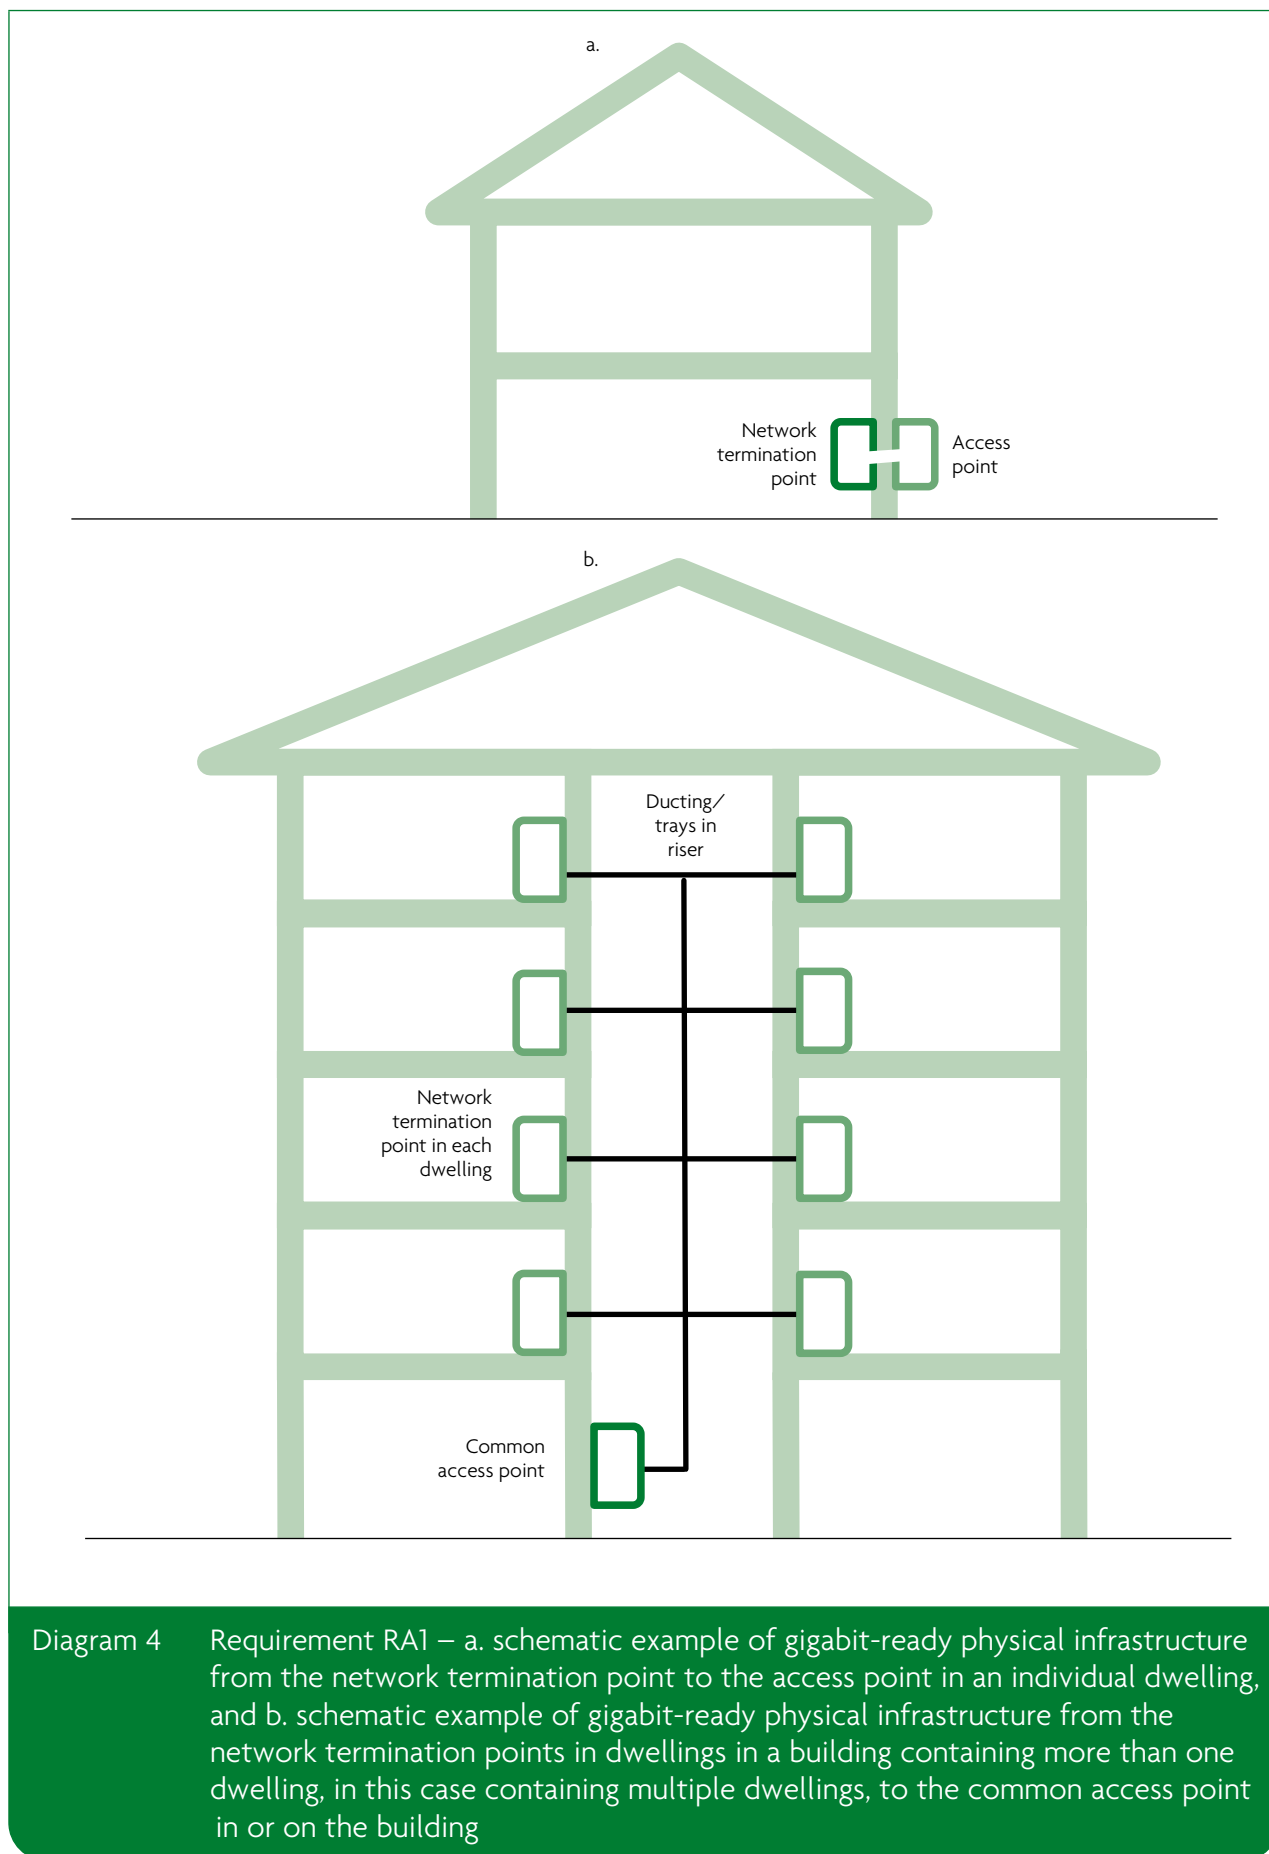 a.
Network
termination
point
Access
point
b.
Ducting/
trays in
riser
Network
termination
point in each
dwelling
Common
access point
Diagram 4 Requirement RA1 – a. schematic example of gigabit-ready physical infrastructure
from the network termination point to the access point in an individual dwelling,
and b. schematic example of gigabit-ready physical infrastructure from the
network termination points in dwellings in a building containing more than one
dwelling, in this case containing multiple dwellings, to the common access point
in or on the building